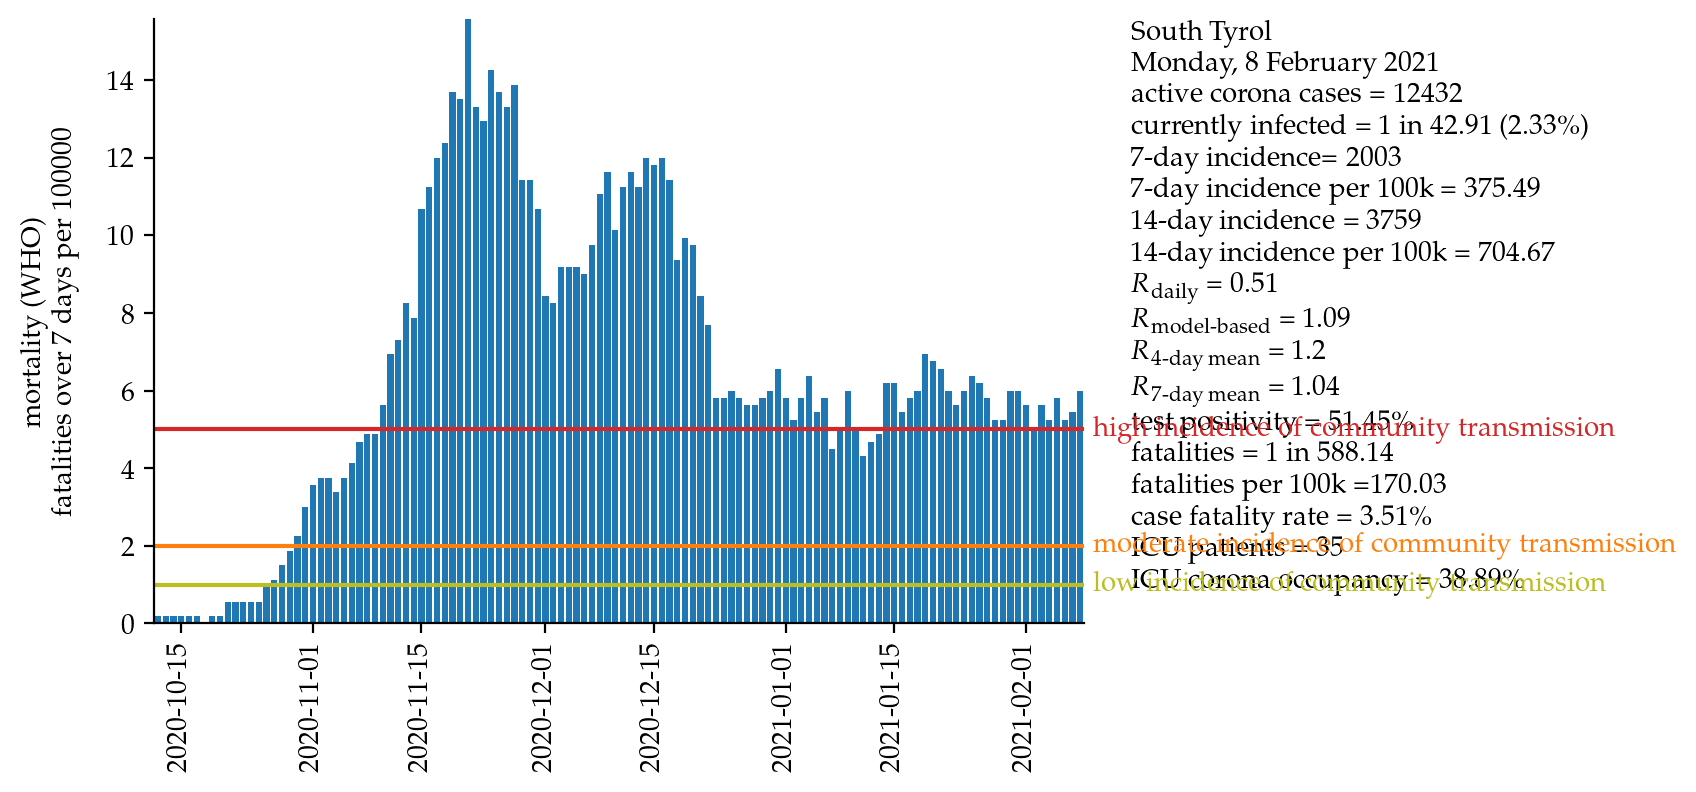 mortality (WHO)
fatalities over 7 days per 100000
14
12
10
8
6
4
2
0
2020-10-15
2020-11-01
2020-11-15
2020-12-01
2020-12-15
2021-01-01
2021-01-15
2021-02-01
South Tyrol
Monday, 8 February 2021
active corona cases = 12432
currently infected = 1 in 42.91 (2.33%)
7-day incidence= 2003
7-day incidence per 100k = 375.49
14-day incidence = 3759
14-day incidence per 100k = 704.67
R daily = 0.51
R model-based = 1.09
R 4-day mean = 1.2
R 7-day mean = 1.04
test positivity = 51.45%
high incidence of community transmission
fatalities = 1 in 588.14
fatalities per 100k =170.03
case fatality rate = 3.51%
ICU patients = 35
moderate incidence of community transmission
ICU corona occupancy = 38.89%
low incidence of community transmission